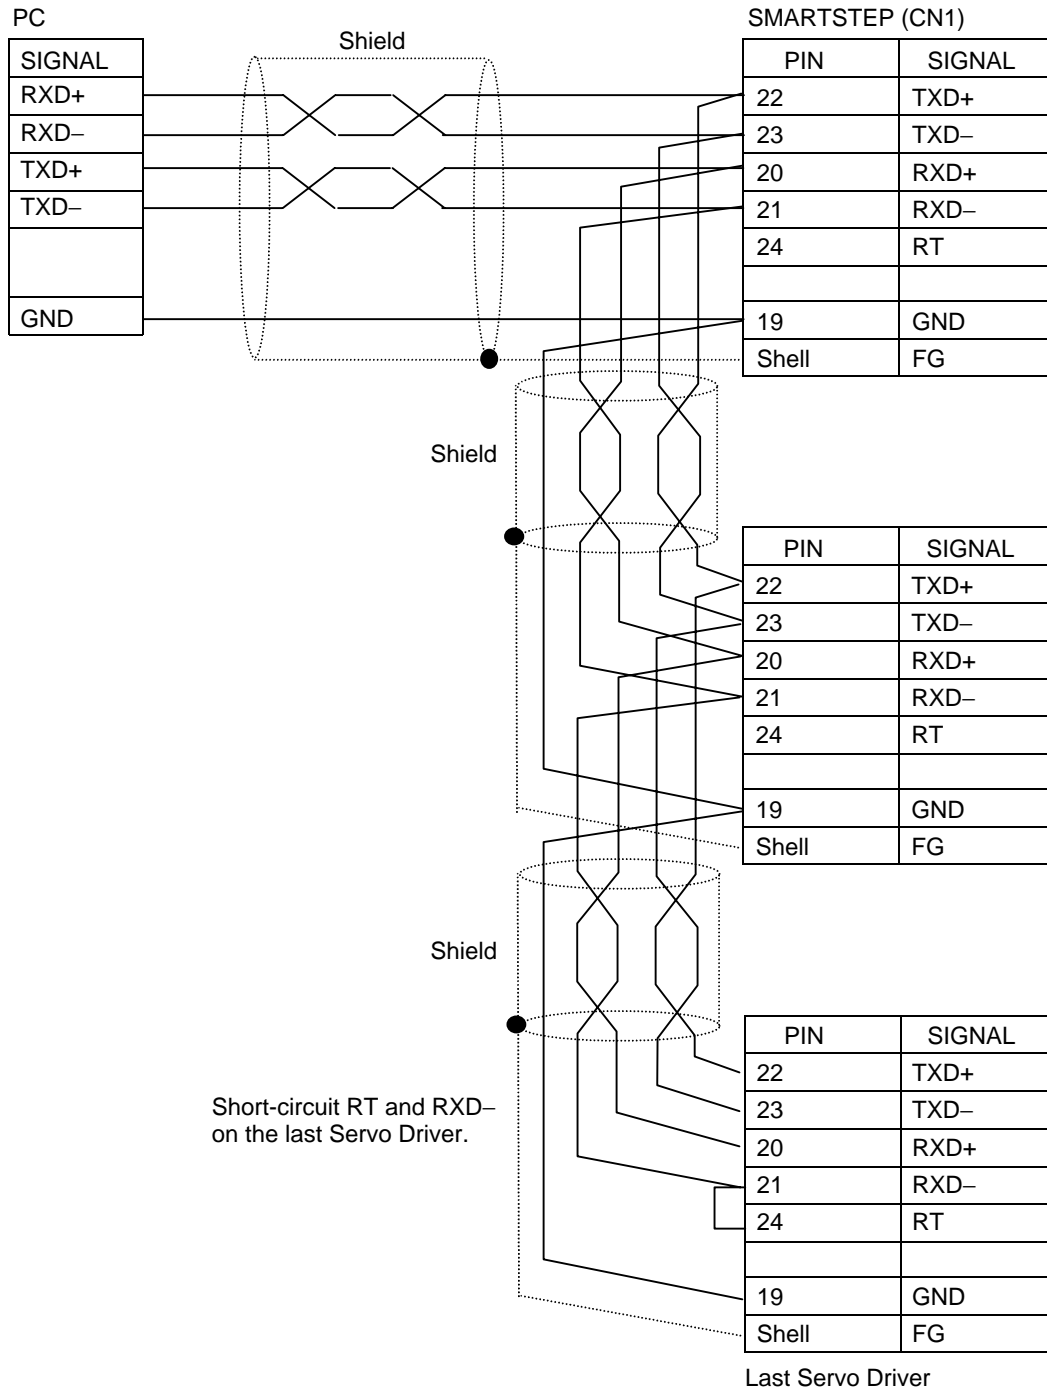 PC
SMARTSTEP (CN1)
Shield
SIGNAL
RXD+
RXD−
TXD+
TXD−
GND
PIN SIGNAL
22 TXD+
23 TXD−
20 RXD+
21 RXD−
24 RT
19 GND
Shell FG
Shield
PIN SIGNAL
22 TXD+
23 TXD−
20 RXD+
21 RXD−
24 RT
19 GND
Shell FG
Shield
Short-circuit RT and RXD−
on the last Servo Driver.
PIN SIGNAL
22 TXD+
23 TXD−
20 RXD+
21 RXD−
24 RT
19 GND
Shell FG
Last Servo Driver